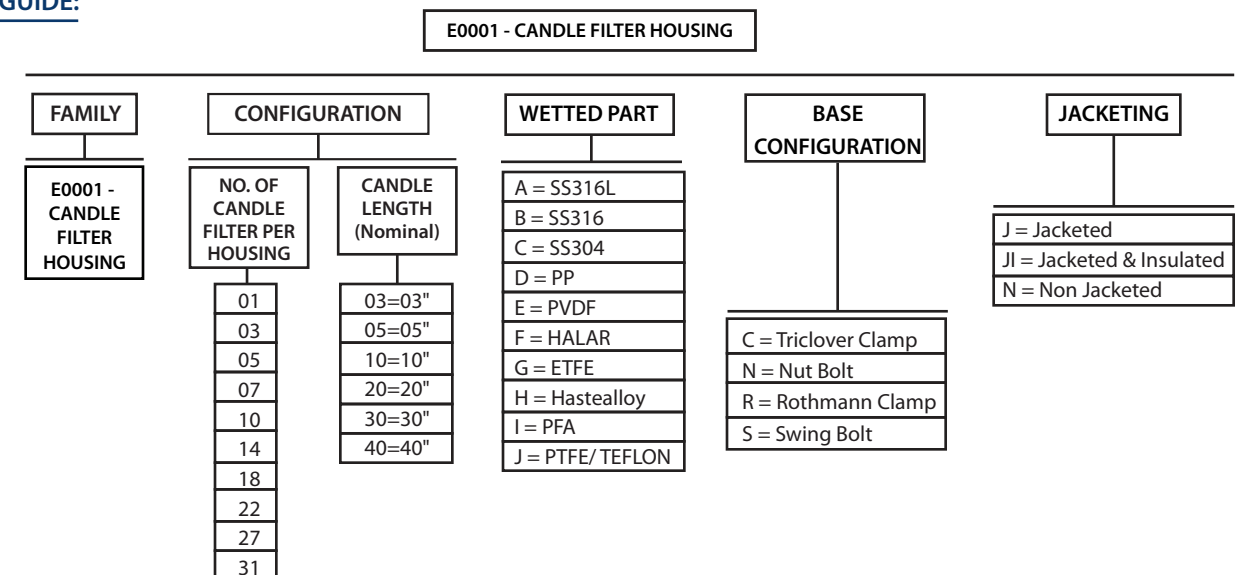 GUIDE:
E0001 - CANDLE FILTER HOUSING
FAMILY
E0001 -
CANDLE
FILTER
HOUSING
CONFIGURATION
NO. OF
CANDLE
FILTER PER
HOUSING
01
03
05
07
10
14
18
22
27
31
CANDLE
LENGTH
(Nominal)
03=03"
05=05"
10=10"
20=20"
30=30"
40=40"
WETTED PART
A = SS316L
B = SS316
C = SS304
D = PP
E = PVDF
F = HALAR
G = ETFE
H = Hastealloy
I = PFA
J = PTFE/ TEFLON
BASE
CONFIGURATION
C = Triclover Clamp
N = Nut Bolt
R = Rothmann Clamp
S = Swing Bolt
JACKETING
J = Jacketed
JI = Jacketed & Insulated
N = Non Jacketed